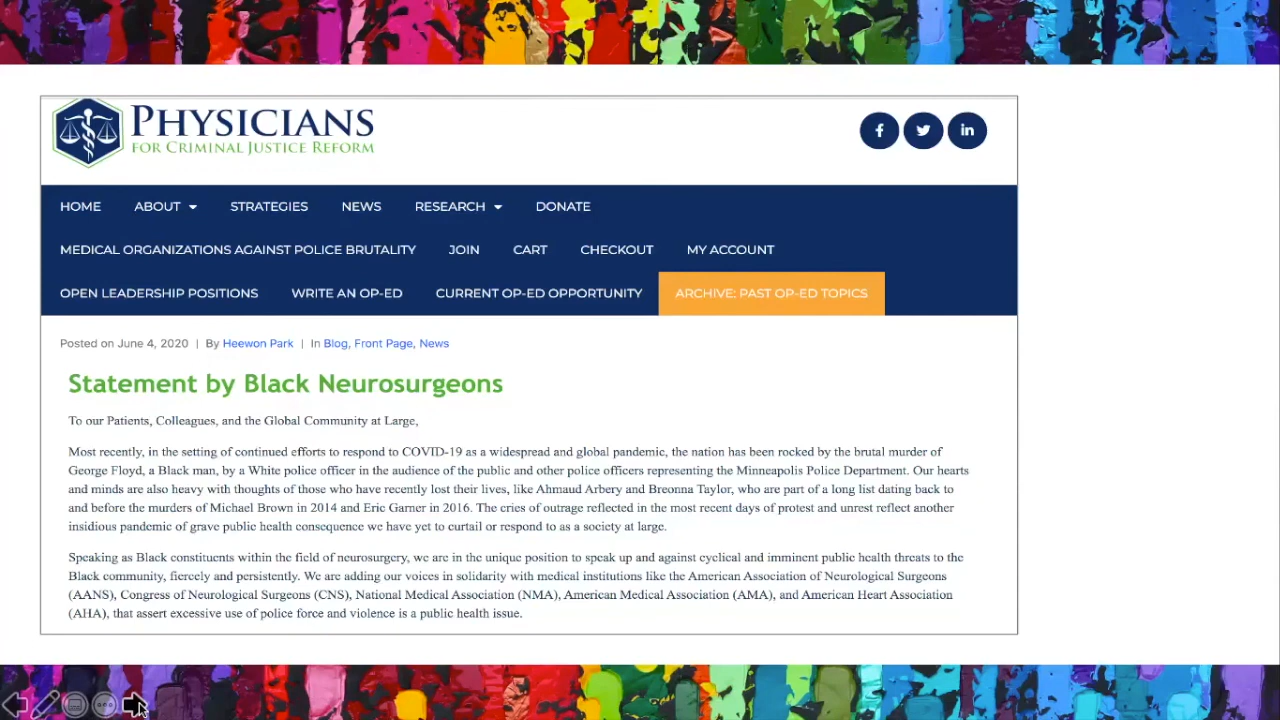 PHYSICIANS
FOR CRIMINAL JUSTICE REFORM
HOME ABOUT STRATEGIES NEWS RESEARCH DONATE
MEDICAL ORGANIZATIONS AGAINST POLICE BRUTALITY JOIN CART CHECKOUT MY ACCOUNT
OPEN LEADERSHIP POSITIONS WRITE AN OP-ED CURRENT OP-ED OPPORTUNITY ARCHIVE: PAST OP-ED TOPICS
Posted on June 4, 2020 | By Heewon Park | In Blog, Front Page, News
Statement by Black Neurosurgeons
To our Patients, Colleagues, and the Global Community at Large,
Most recently, in the setting of continued efforts to respond to COVID-19 as a widespread and global pandemic, the nation has been rocked by the brutal murder of
George Floyd, a Black man, by a White police officer in the audience of the public and other police officers representing the Minneapolis Police Department. Our hearts
and minds are also heavy with thoughts of those who have recently lost their lives, like Ahmaud Arbery and Breonna Taylor, who are part of a long list dating back to
and before the murders of Michael Brown in 2014 and Eric Garner in 2016. The cries of outrage reflected in the most recent days of protest and unrest reflect another
insidious pandemic of grave public health consequence we have yet to curtail or respond to as a society at large.
Speaking as Black constituents within the field of neurosurgery, we are in the unique position to speak up and against cyclical and imminent public health threats to the
Black community, fiercely and persistently. We are adding our voices in solidarity with medical institutions like the American Association of Neurological Surgeons
(AANS), Congress of Neurological Surgeons (CNS), National Medical Association (NMA), American Medical Association (AMA), and American Heart Association
(AHA), that assert excessive use of police force and violence is a public health issue.